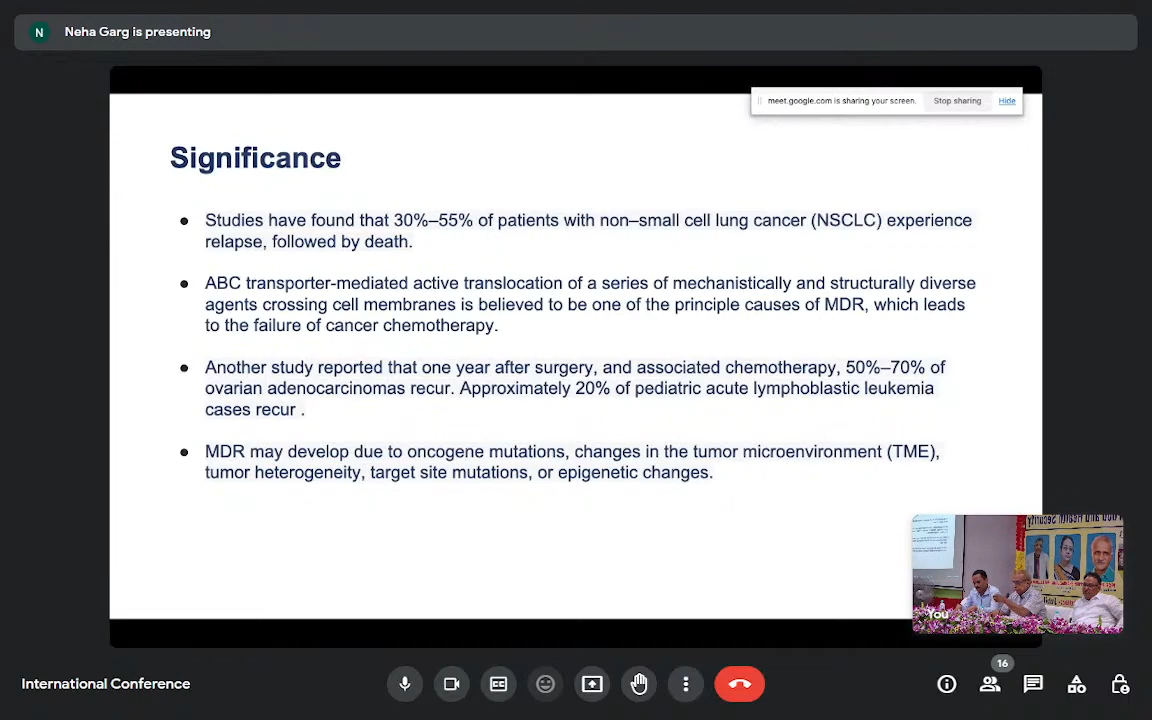 N Neha Garg is presenting
meet.google.com is sharing your screen. Stop sharing Hide
Significance
● Studies have found that 30%–55% of patients with non–small cell lung cancer (NSCLC) experience
relapse, followed by death.
● ABC transporter-mediated active translocation of a series of mechanistically and structurally diverse
agents crossing cell membranes is believed to be one of the principle causes of MDR, which leads
to the failure of cancer chemotherapy.
● Another study reported that one year after surgery, and associated chemotherapy, 50%–70% of
ovarian adenocarcinomas recur. Approximately 20% of pediatric acute lymphoblastic leukemia
cases recur .
● MDR may develop due to oncogene mutations, changes in the tumor microenvironment (TME),
tumor heterogeneity, target site mutations, or epigenetic changes.
Health Security
You
International Conference
16